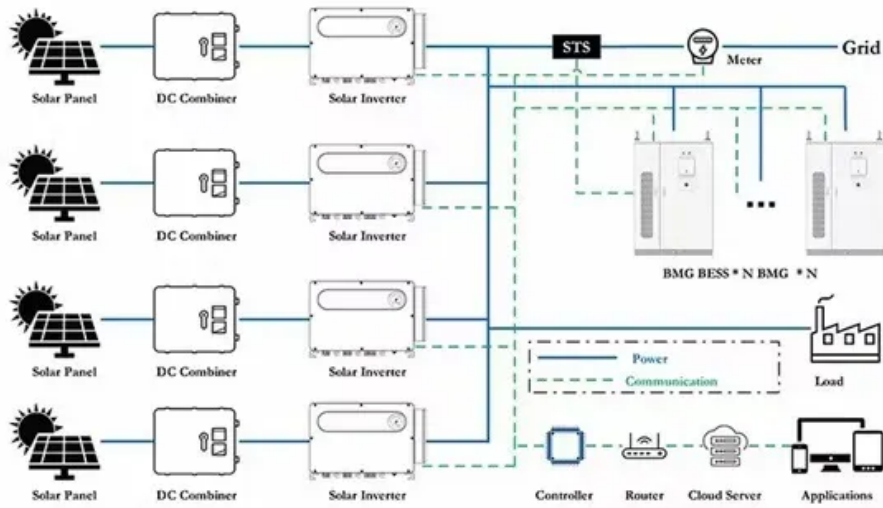 STS
Meter
Grid
Solar Panel
DC Combiner
Solar Inverter
Solar Panel
DC Combiner
Solar Inverter
BMG BESS * N BMG * N
Solar Panel
DC Combiner
Solar Inverter
Power
Communication
Load
Solar Panel
DC Combiner
Solar Inverter
Controller
Router
Cloud Server
Applications